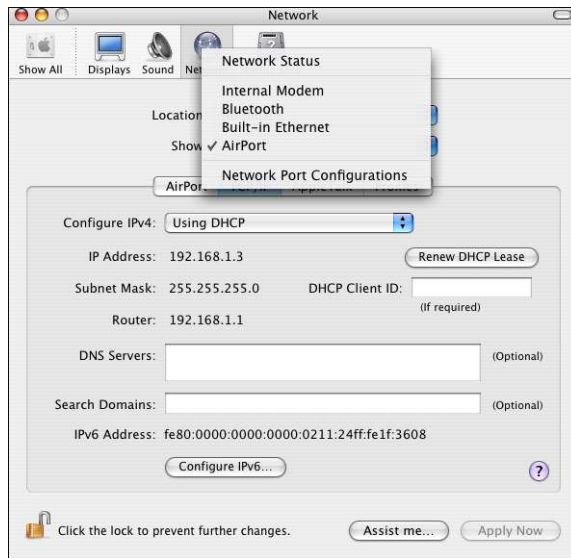 Network
Show All Displays Sound Net
Network Status
Internal Modem
Bluetooth
Built-in Ethernet
✓ AirPort
Network Port Configurations
Location
Show
AirPort
Configure IPv4: Using DHCP
IP Address: 192.168.1.3 Renew DHCP Lease
Subnet Mask: 255.255.255.0 DHCP Client ID:
(If required)
Router: 192.168.1.1
DNS Servers: (Optional)
Search Domains: (Optional)
IPv6 Address: fe80:0000:0000:0000:0211:24ff:fe1f:3608
Configure IPv6... ?
Click the lock to prevent further changes. Assist me... Apply Now